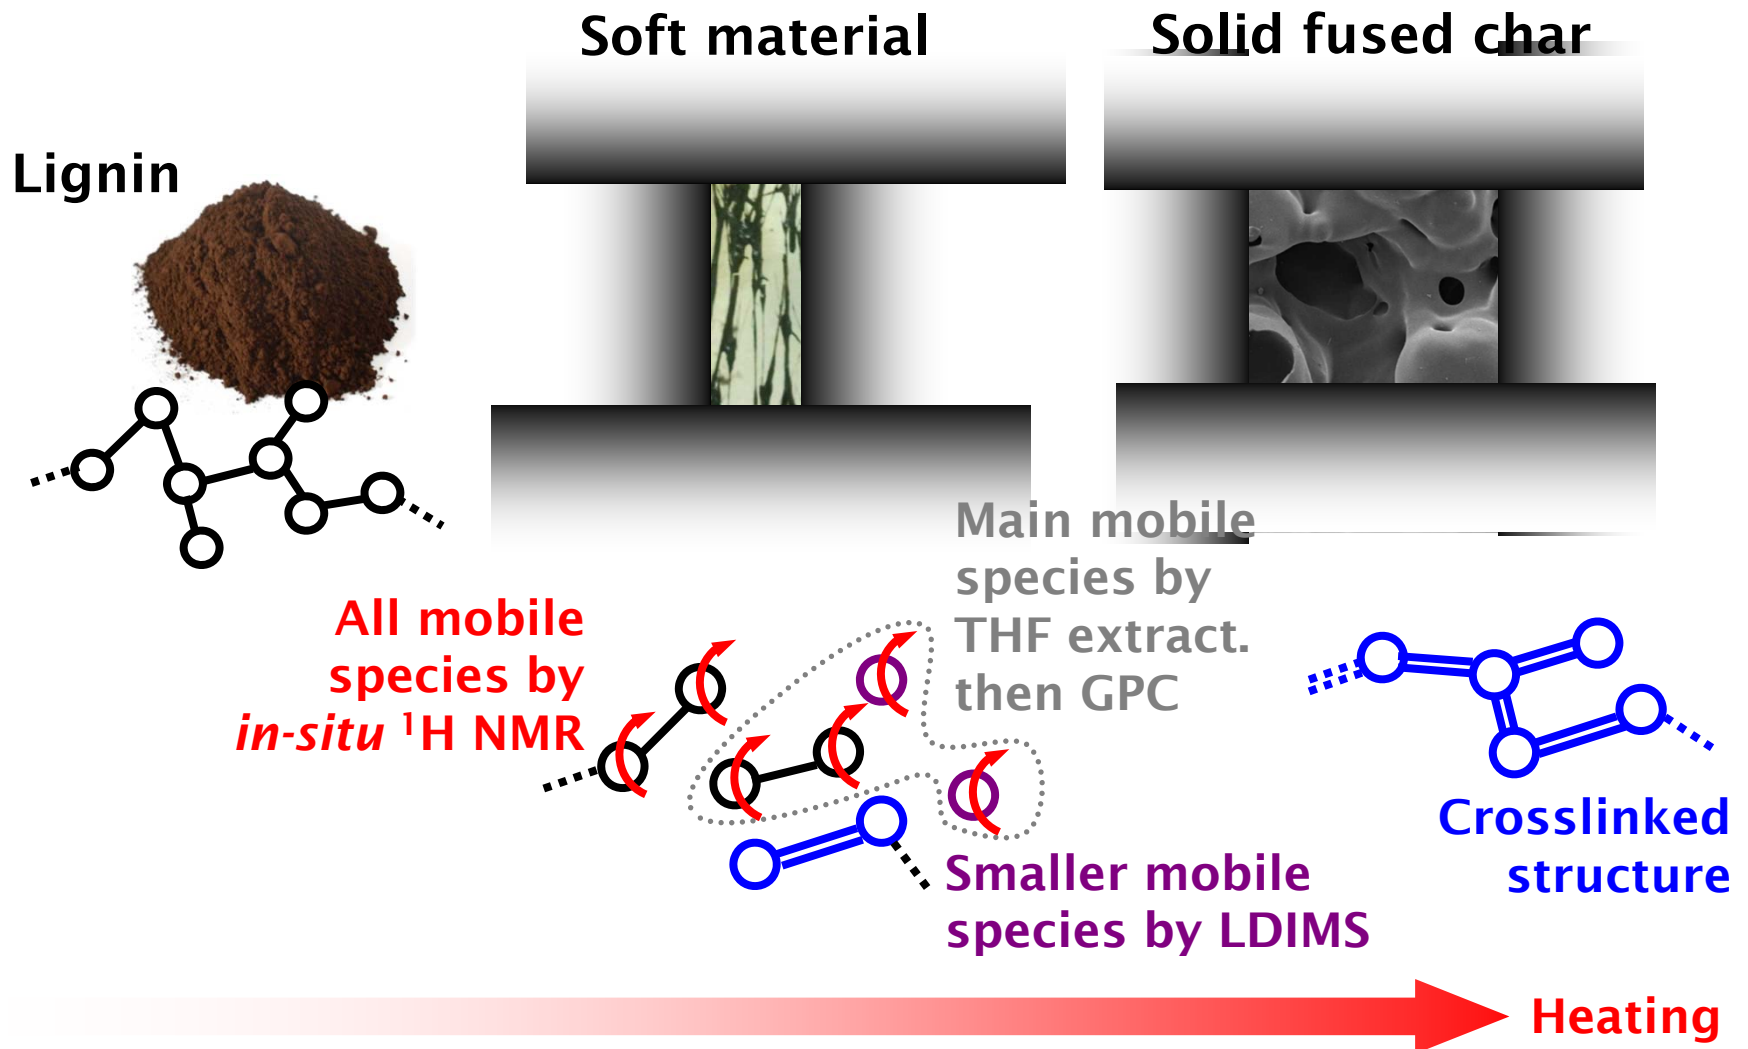 Soft material
Solid fused char
Lignin
Main mobile
species by
THF extract.
then GPC
All mobile
species by
in-situ ¹H NMR
Crosslinked
structure
Smaller mobile
species by LDIMS
Heating